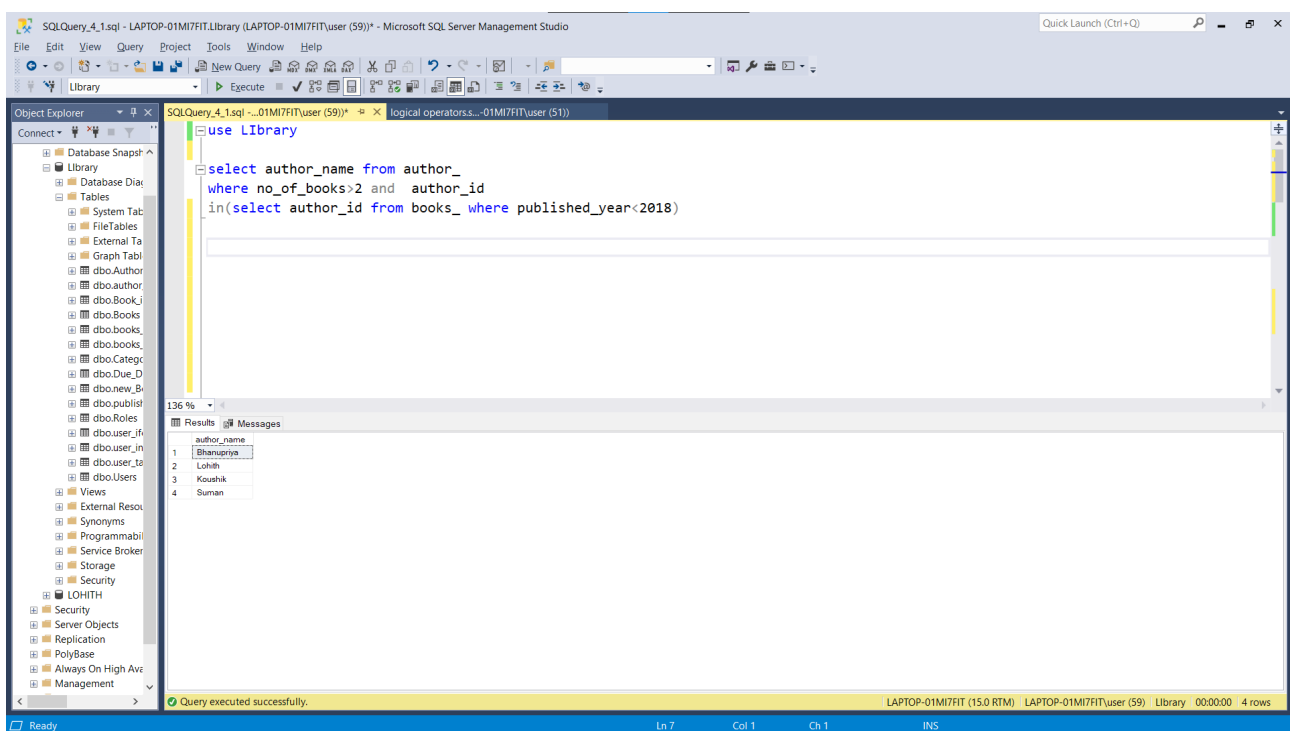 SQLQuery_4_1.sql - LAPTOP-01MI7FIT.LIbrary (LAPTOP-01MI7FIT\user (59))* - Microsoft SQL Server Management Studio
Quick Launch (Ctrl+Q)
File Edit View Query Project Tools Window Help
New Query
LIbrary
Execute
Object Explorer
SQLQuery_4_1.sql -...01MI7FIT\user (59))*
logical operators.s...-01MI7FIT\user (51))
Connect
Database Snapsh
LIbrary
Database Diag
Tables
System Tab
FileTables
External Ta
Graph Tabl
dbo.Author
dbo.author_
dbo.Book_i
dbo.Books
dbo.books_
dbo.books_
dbo.Catego
dbo.Due_D
dbo.new_B
dbo.publish
dbo.Roles
dbo.user_ifo
dbo.user_in
dbo.user_ta
dbo.Users
Views
External Resou
Synonyms
Programmabil
Service Broker
Storage
Security
LOHITH
Security
Server Objects
Replication
PolyBase
Always On High Ava
Management
use LIbrary
select author_name from author_
where no_of_books>2 and author_id
in(select author_id from books_ where published_year<2018)
136 %
Results Messages
author_name
1 Bhanupriya
2 Lohith
3 Koushik
4 Suman
Query executed successfully.
LAPTOP-01MI7FIT (15.0 RTM) LAPTOP-01MI7FIT\user (59) LIbrary 00:00:00 4 rows
Ready Ln 7 Col 1 Ch 1 INS